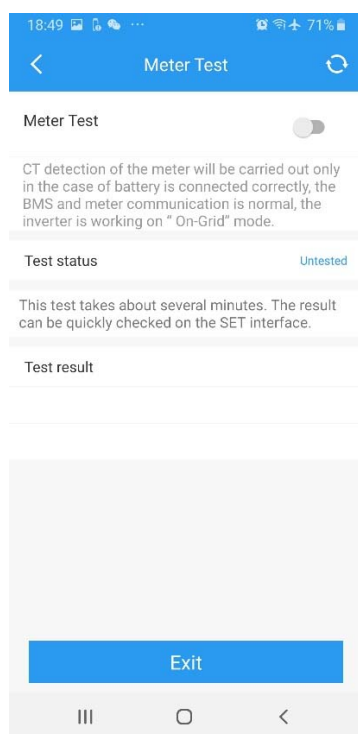 18:49 ... 71%
Meter Test
Meter Test
CT detection of the meter will be carried out only
in the case of battery is connected correctly, the
BMS and meter communication is normal, the
inverter is working on “ On-Grid” mode.
Test status Untested
This test takes about several minutes. The result
can be quickly checked on the SET interface.
Test result
Exit